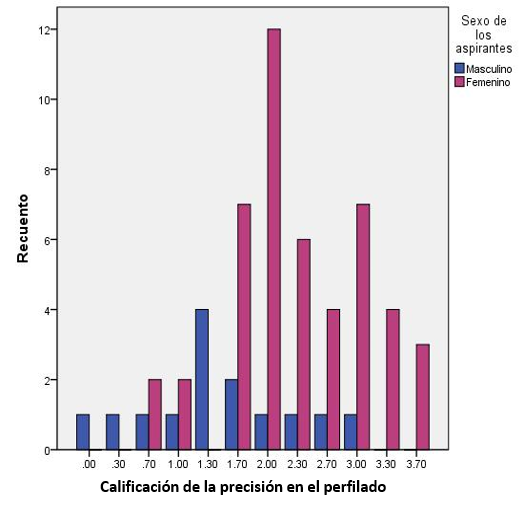 Sexo de
los
aspirantes
Masculino
Femenino
Recuento
12
10
8
6
4
2
0
.00 .30 .70 1.00 1.30 1.70 2.00 2.30 2.70 3.00 3.30 3.70
Calificación de la precisión en el perfilado